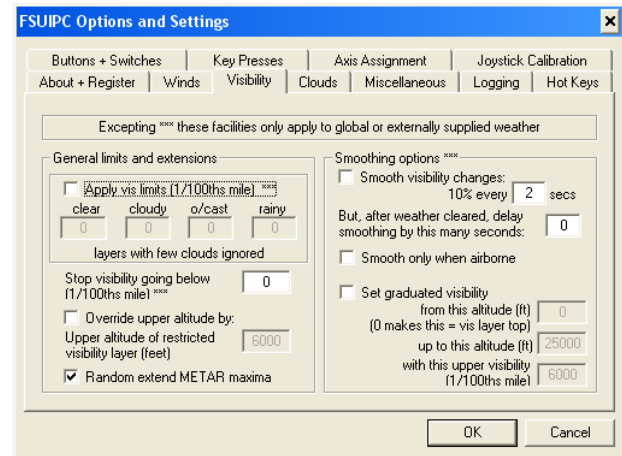 FSUIPC Options and Settings
Buttons + Switches Key Presses Axis Assignment Joystick Calibration
About + Register Winds Visibility Clouds Miscellaneous Logging Hot Keys
Excepting *** these facilities only apply to global or externally supplied weather
General limits and extensions
Apply vis limits (1/100ths mile) ***
clear cloudy o/cast rainy
0 0 0 0
layers with few clouds ignored
Stop visibility going below 0
(1/100ths mile) ***
Override upper altitude by:
Upper altitude of restricted 6000
visibility layer (feet)
Random extend METAR maxima
Smoothing options ***
Smooth visibility changes:
10% every 2 secs
But, after weather cleared, delay
smoothing by this many seconds: 0
Smooth only when airborne
Set graduated visibility
from this altitude (ft) 0
(0 makes this = vis layer top)
up to this altitude (ft) 25000
with this upper visibility 6000
(1/100ths mile)
OK Cancel